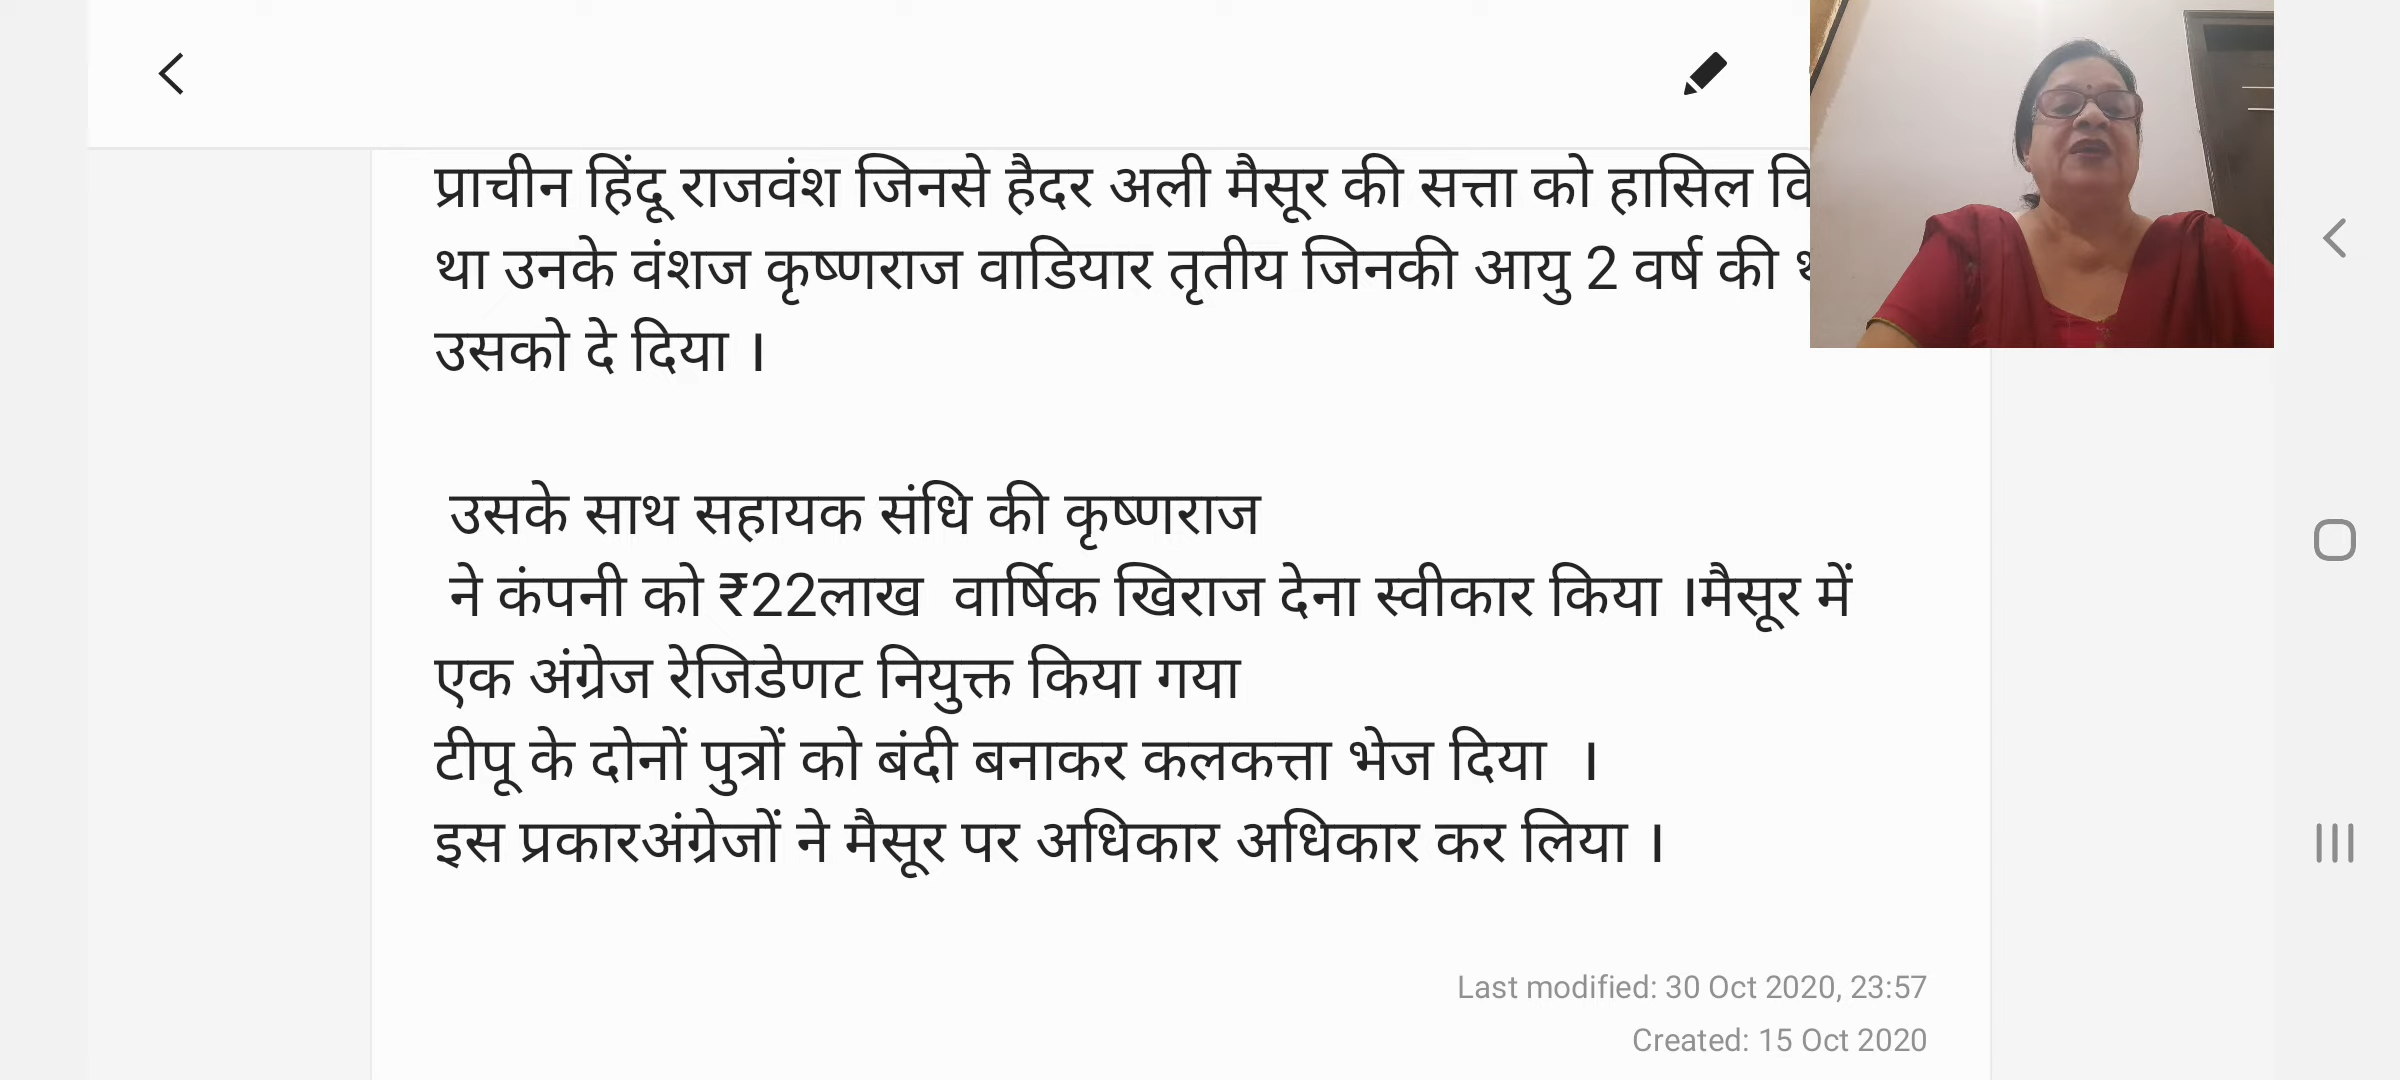 प्राचीन हिंदू राजवंश जिनसे हैदर अली मैसूर की सत्ता को हासिल
था उनके वंशज कृष्णराज वाडियार तृतीय जिनकी आयु 2 वर्ष की
उसको दे दिया ।
उसके साथ सहायक संधि की कृष्णराज
ने कंपनी को ₹22लाख वार्षिक खिराज देना स्वीकार किया ।मैसूर में
एक अंग्रेज रेजिडेणट नियुक्त किया गया
टीपू के दोनों पुत्रों को बंदी बनाकर कलकत्ता भेज दिया ।
इस प्रकारअंग्रेजों ने मैसूर पर अधिकार अधिकार कर लिया ।
Last modified: 30 Oct 2020, 23:57
Created: 15 Oct 2020